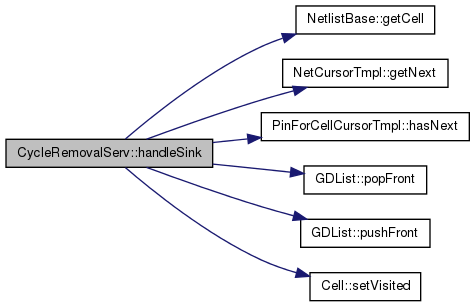 NetlistBase::getCell
NetCursorTmpl::getNext
PinForCellCursorTmpl::hasNext
CycleRemovalServ::handleSink
GDList::popFront
GDList::pushFront
Cell::setVisited